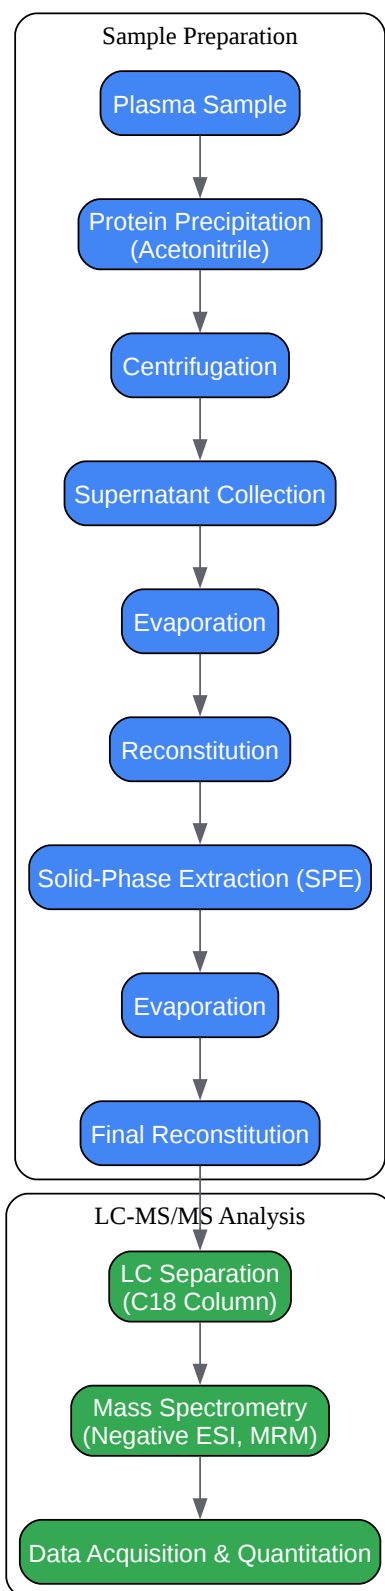 Sample Preparation
Plasma Sample
Protein Precipitation
(Acetonitrile)
Centrifugation
Supernatant Collection
Evaporation
Reconstitution
Solid-Phase Extraction (SPE)
Evaporation
Final Reconstitution
LC-MS/MS Analysis
LC Separation
(C18 Column)
Mass Spectrometry
(Negative ESI, MRM)
Data Acquisition & Quantitation